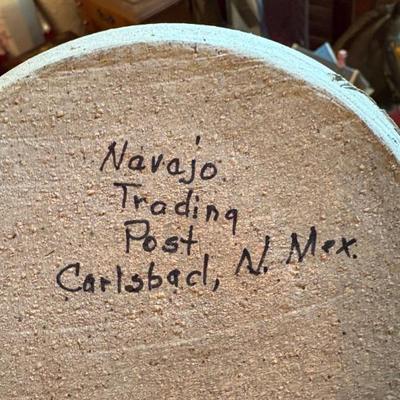 Navajo
Trading
Post
Carlsbad, N. Mex.